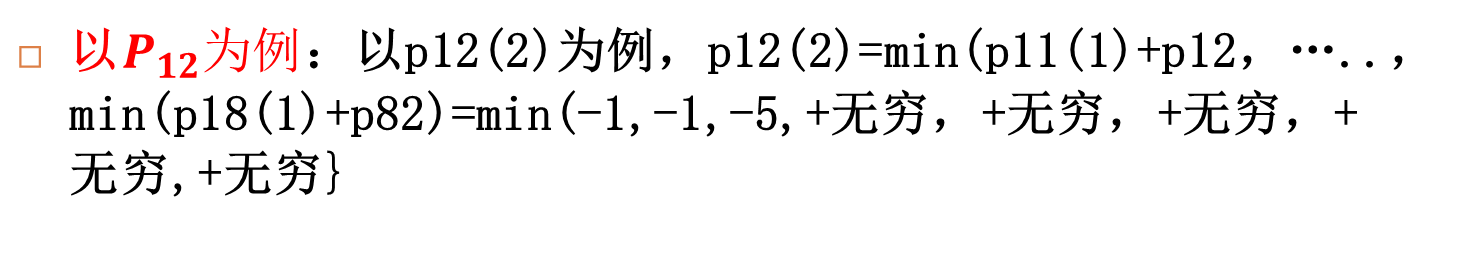 以P12为例：以p12(2)为例，p12(2)=min(p11(1)+p12，…..，
min(p18(1)+p82)=min(-1,-1,-5,+无穷，+无穷，+无穷，+
无穷,+无穷}